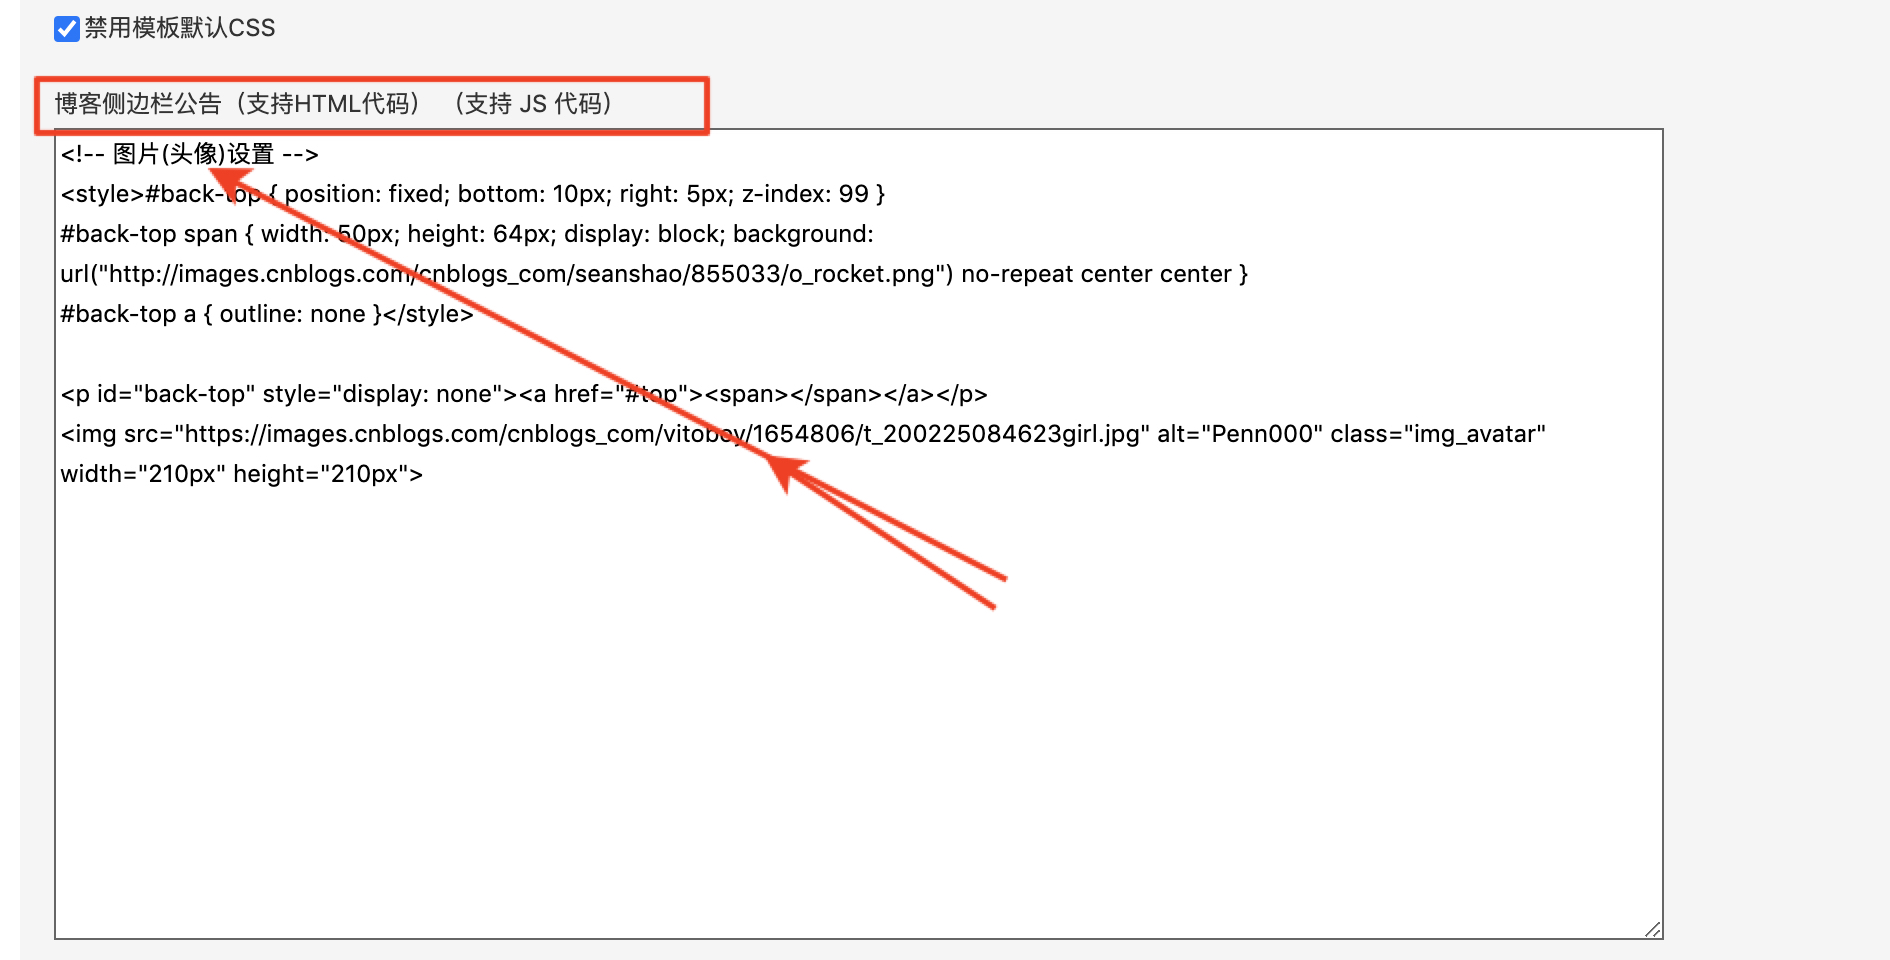 禁用模板默认CSS
博客侧边栏公告（支持HTML代码） （支持 JS 代码）
<!-- 图片(头像)设置 -->
<style>#back-top { position: fixed; bottom: 10px; right: 5px; z-index: 99 }
#back-top span { width: 50px; height: 64px; display: block; background:
url("http://images.cnblogs.com/cnblogs_com/seanshao/855033/o_rocket.png") no-repeat center center }
#back-top a { outline: none }</style>
<p id="back-top" style="display: none"><a href="#top"><span></span></a></p>
<img src="https://images.cnblogs.com/cnblogs_com/vitoboy/1654806/t_200225084623girl.jpg" alt="Penn000" class="img_avatar"
width="210px" height="210px">